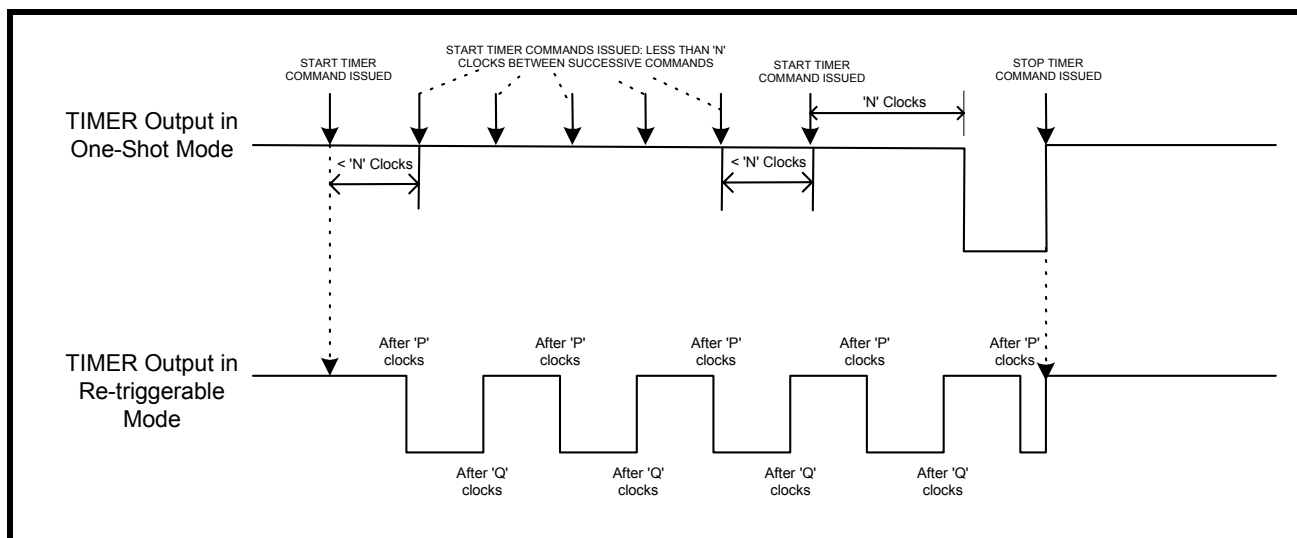 START TIMER
COMMAND ISSUED
START TIMER COMMANDS ISSUED: LESS THAN 'N'
CLOCKS BETWEEN SUCCESSIVE COMMANDS
START TIMER
COMMAND ISSUED
STOP TIMER
COMMAND ISSUED
'N' Clocks
TIMER Output in
One-Shot Mode
< 'N' Clocks
< 'N' Clocks
TIMER Output in
Re-triggerable
Mode
After 'P'
clocks
After 'P'
clocks
After 'P'
clocks
After 'P'
clocks
After 'P'
clocks
After 'Q'
clocks
After 'Q'
clocks
After 'Q'
clocks
After 'Q'
clocks